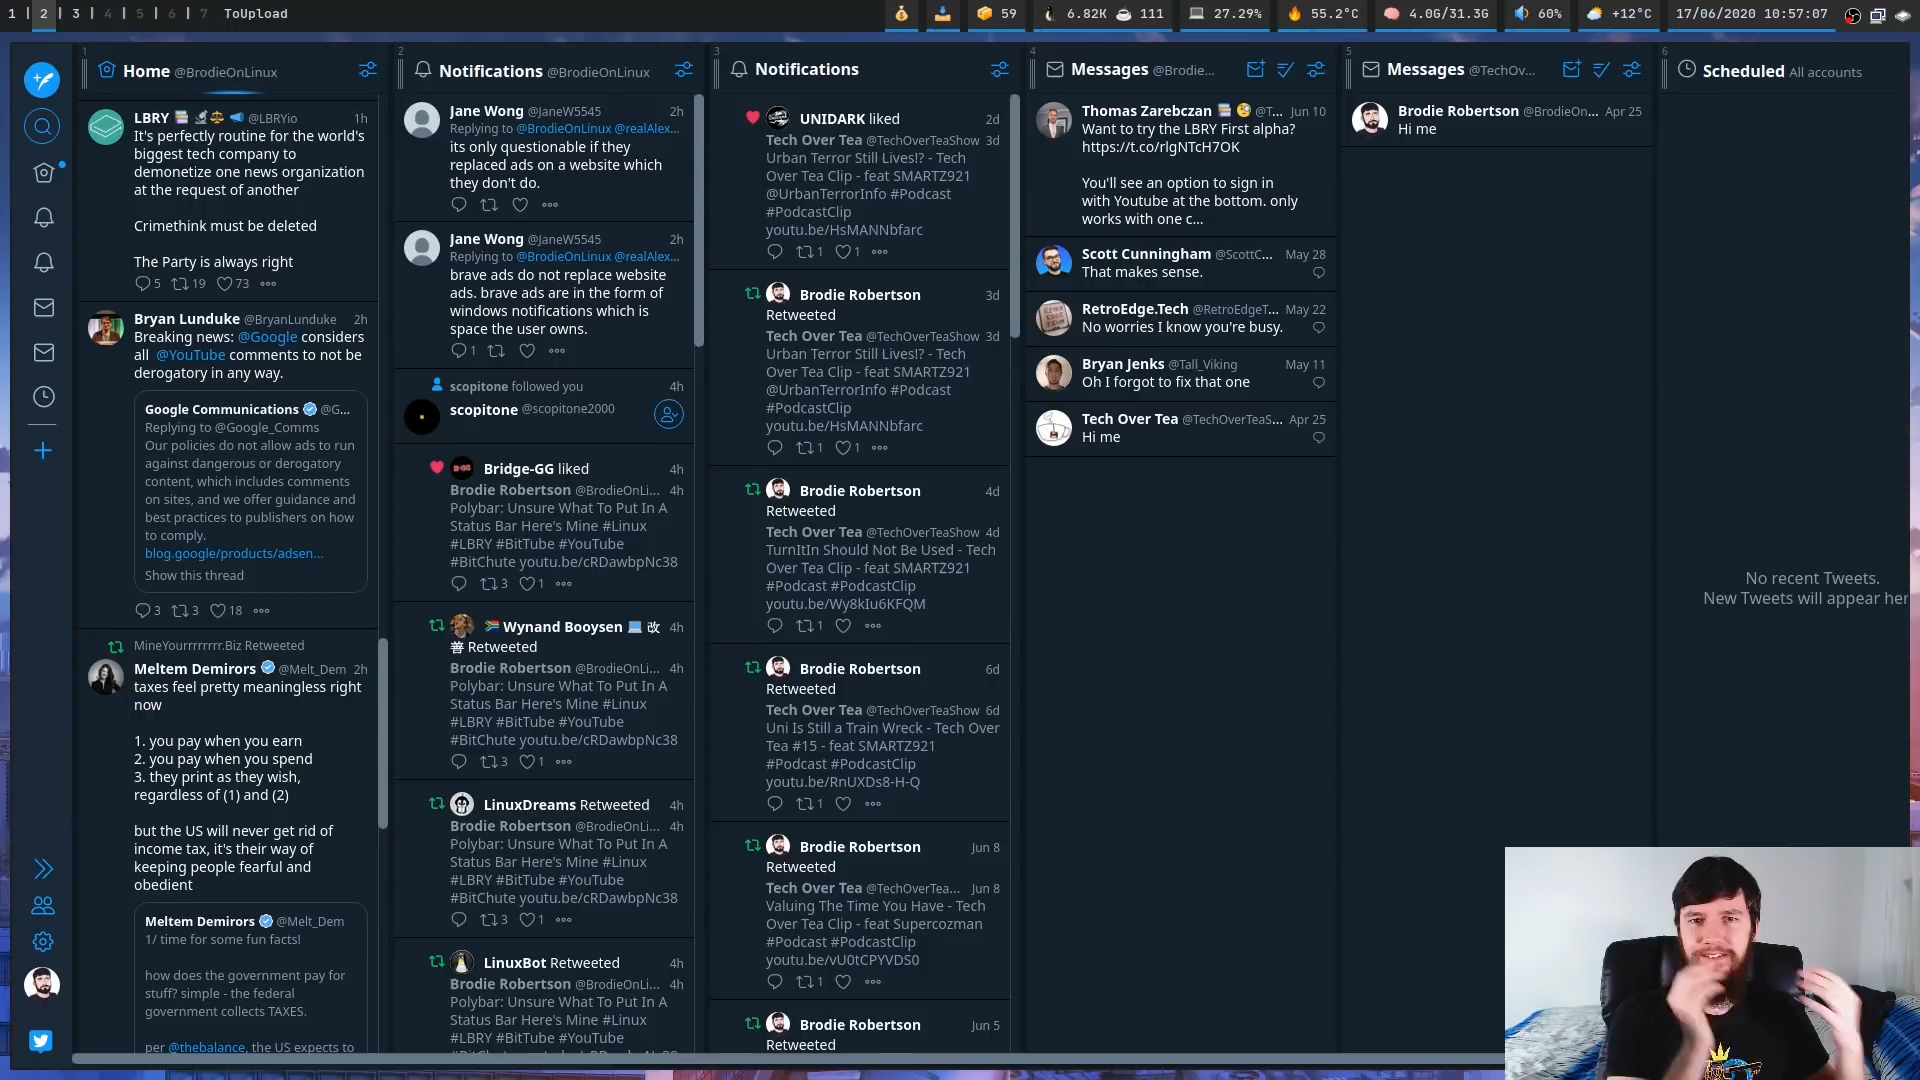 1 | 2 | 3 | 4 | 5 | 6 | 7 ToUpload
59 6.82K 111 27.29% 55.2°C 4.0G/31.3G 60% +12°C 17/06/2020 10:57:07
1
Home @BrodieOnLinux
LBRY @LBRYio 1h
It's perfectly routine for the world's
biggest tech company to
demonetize one news organization
at the request of another
Crimethink must be deleted
The Party is always right
5 19 73
Bryan Lunduke @BryanLunduke 2h
Breaking news: @Google considers
all @YouTube comments to not be
derogatory in any way.
Google Communications @G...
Replying to @Google_Comms
Our policies do not allow ads to run
against dangerous or derogatory
content, which includes comments
on sites, and we offer guidance and
best practices to publishers on how
to comply.
blog.google/products/adsen...
Show this thread
3 3 18
MineYourrrrrrr.Biz Retweeted
Meltem Demirors @Melt_Dem 2h
taxes feel pretty meaningless right
now
1. you pay when you earn
2. you pay when you spend
3. they print as they wish,
regardless of (1) and (2)
but the US will never get rid of
income tax, it's their way of
keeping people fearful and
obedient
Meltem Demirors @Melt_Dem
1/ time for some fun facts!
how does the government pay for
stuff? simple - the federal
government collects TAXES.
per @thebalance, the US expects to
2
Notifications @BrodieOnLinux
Jane Wong @JaneW5545 2h
Replying to @BrodieOnLinux @realAlex...
its only questionable if they
replaced ads on a website which
they don't do.
Jane Wong @JaneW5545 2h
Replying to @BrodieOnLinux @realAlex...
brave ads do not replace website
ads. brave ads are in the form of
windows notifications which is
space the user owns.
1
scopitone followed you 4h
scopitone @scopitone2000
Bridge-GG liked 4h
Brodie Robertson @BrodieOnLi... 4h
Polybar: Unsure What To Put In A
Status Bar Here's Mine #Linux
#LBRY #BitTube #YouTube
#BitChute youtu.be/cRDawbpNc38
3 1
Wynand Booysen 改 4h
善 Retweeted
Brodie Robertson @BrodieOnLi... 4h
Polybar: Unsure What To Put In A
Status Bar Here's Mine #Linux
#LBRY #BitTube #YouTube
#BitChute youtu.be/cRDawbpNc38
3 1
LinuxDreams Retweeted 4h
Brodie Robertson @BrodieOnLi... 4h
Polybar: Unsure What To Put In A
Status Bar Here's Mine #Linux
#LBRY #BitTube #YouTube
#BitChute youtu.be/cRDawbpNc38
3 1
LinuxBot Retweeted 4h
Brodie Robertson @BrodieOnLi... 4h
Polybar: Unsure What To Put In A
Status Bar Here's Mine #Linux
#LBRY #BitTube #YouTube
3
Notifications
UNIDARK liked 2d
Tech Over Tea @TechOverTeaShow 3d
Urban Terror Still Lives!? - Tech
Over Tea Clip - feat SMARTZ921
@UrbanTerrorInfo #Podcast
#PodcastClip
youtu.be/HsMANNbfarc
1 1
Brodie Robertson 3d
Retweeted
Tech Over Tea @TechOverTeaShow 3d
Urban Terror Still Lives!? - Tech
Over Tea Clip - feat SMARTZ921
@UrbanTerrorInfo #Podcast
#PodcastClip
youtu.be/HsMANNbfarc
1 1
Brodie Robertson 4d
Retweeted
Tech Over Tea @TechOverTeaShow 4d
TurnItIn Should Not Be Used - Tech
Over Tea Clip - feat SMARTZ921
#Podcast #PodcastClip
youtu.be/Wy8kIu6KFQM
1
Brodie Robertson 6d
Retweeted
Tech Over Tea @TechOverTeaShow 6d
Uni Is Still a Train Wreck - Tech Over
Tea #15 - feat SMARTZ921
#Podcast #PodcastClip
youtu.be/RnUXDs8-H-Q
1
Brodie Robertson Jun 8
Retweeted
Tech Over Tea @TechOverTea... Jun 8
Valuing The Time You Have - Tech
Over Tea Clip - feat Supercozman
#Podcast #PodcastClip
youtu.be/vU0tCPYVDS0
1
Brodie Robertson Jun 5
Retweeted
4
Messages @Brodie...
Thomas Zarebczan @T... Jun 10
Want to try the LBRY First alpha?
https://t.co/rlgNTcH7OK
You'll see an option to sign in
with Youtube at the bottom. only
works with one c...
Scott Cunningham @ScottC... May 28
That makes sense.
RetroEdge.Tech @RetroEdgeT... May 22
No worries I know you're busy.
Bryan Jenks @Tall_Viking May 11
Oh I forgot to fix that one
Tech Over Tea @TechOverTeaS... Apr 25
Hi me
5
Messages @TechOv...
Brodie Robertson @BrodieOn... Apr 25
Hi me
6
Scheduled All accounts
No recent Tweets.
New Tweets will appear her